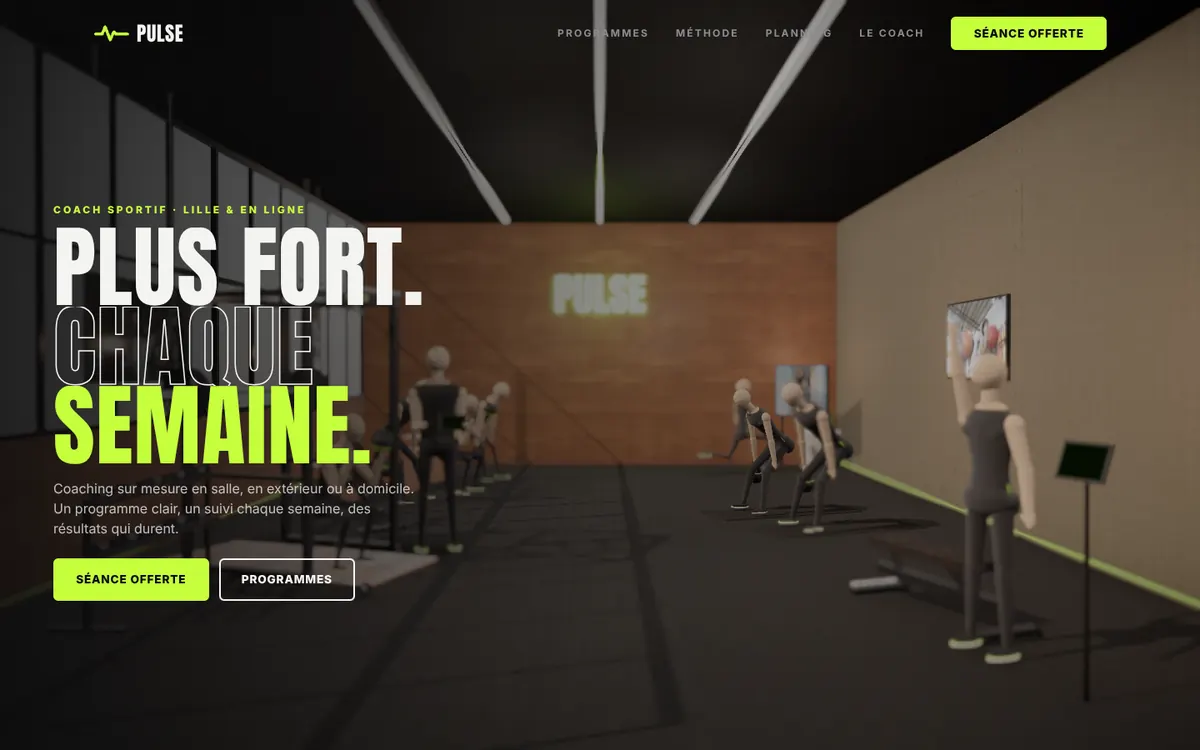 PULSE
PROGRAMMES
MÉTHODE
PLANNING
LE COACH
SÉANCE OFFERTE
COACH SPORTIF · LILLE & EN LIGNE
PLUS FORT.
CHAQUE
SEMAINE.
PULSE
Coaching sur mesure en salle, en extérieur ou à domicile.
Un programme clair, un suivi chaque semaine, des
résultats qui durent.
SÉANCE OFFERTE
PROGRAMMES